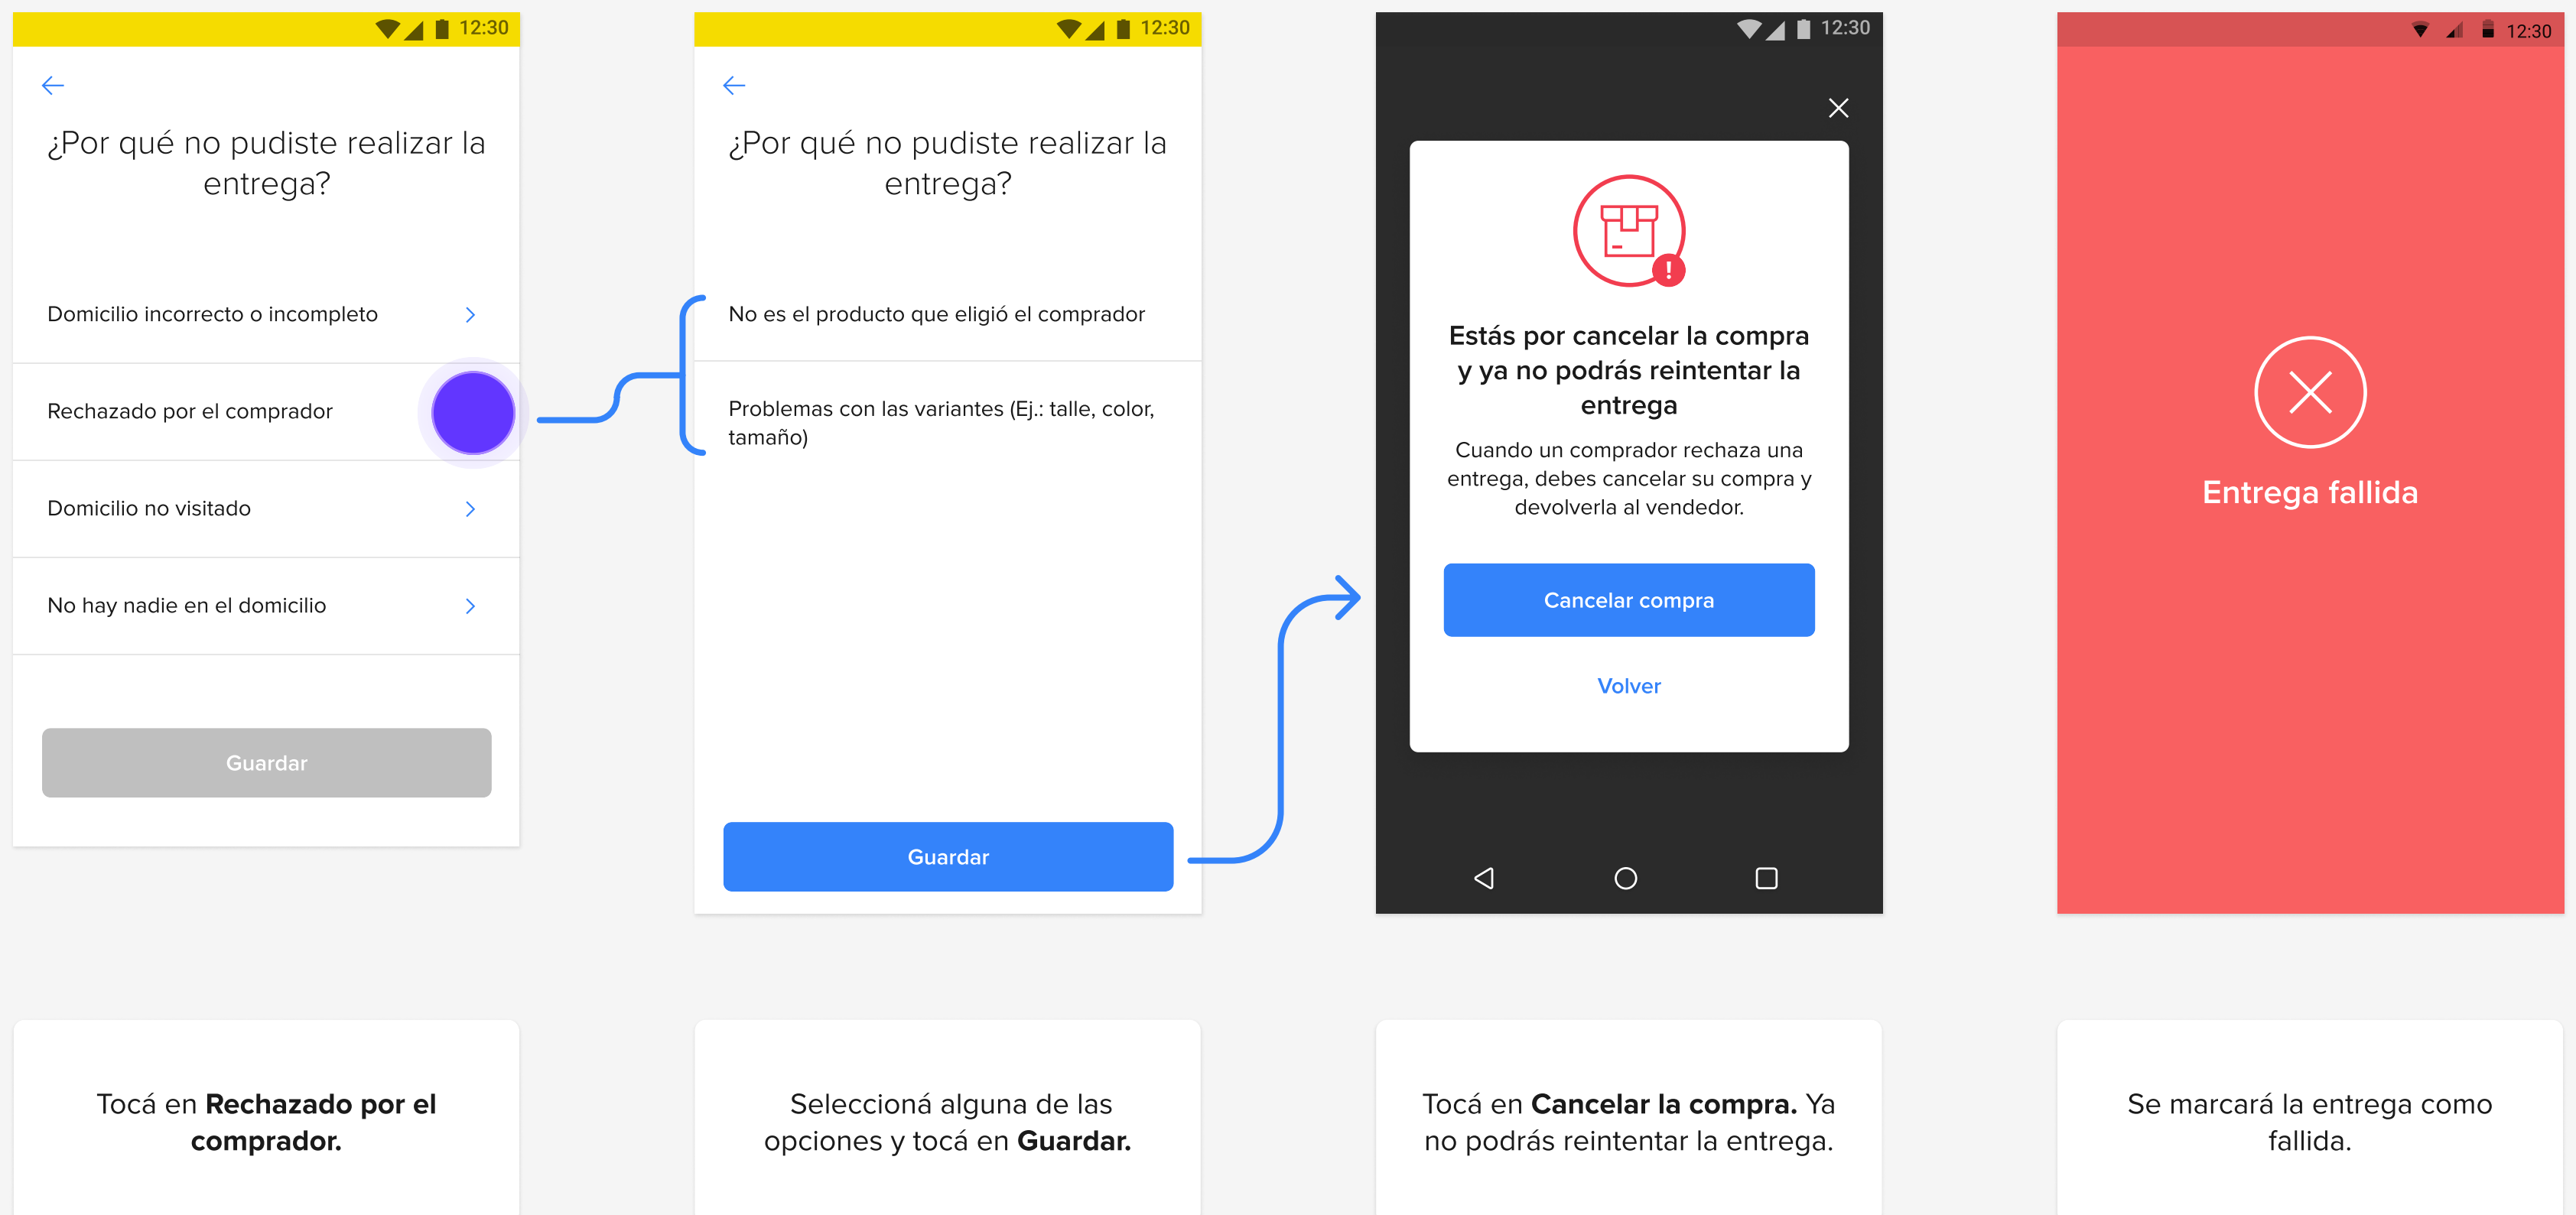 12:30
¿Por qué no pudiste realizar la
entrega?
Domicilio incorrecto o incompleto
Rechazado por el comprador
Domicilio no visitado
No hay nadie en el domicilio
Guardar
Tocá en Rechazado por el
comprador.
12:30
¿Por qué no pudiste realizar la
entrega?
No es el producto que eligió el comprador
Problemas con las variantes (Ej.: talle, color,
tamaño)
Guardar
Seleccioná alguna de las
opciones y tocá en Guardar.
12:30
Estás por cancelar la compra
y ya no podrás reintentar la
entrega
Cuando un comprador rechaza una
entrega, debes cancelar su compra y
devolverla al vendedor.
Cancelar compra
Volver
Tocá en Cancelar la compra. Ya
no podrás reintentar la entrega.
12:30
Entrega fallida
Se marcará la entrega como
fallida.